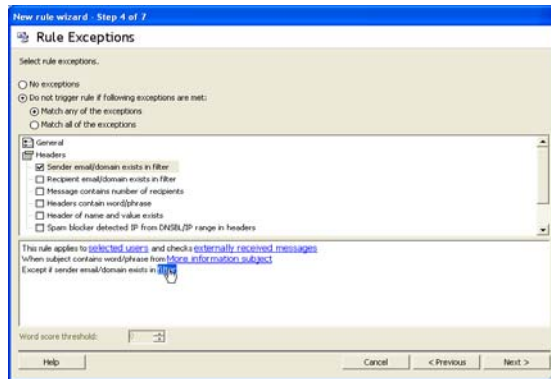 New rule wizard - Step 4 of 7
Rule Exceptions
Select rule exceptions.
No exceptions
Do not trigger rule if following exceptions are met:
Match any of the exceptions
Match all of the exceptions
General
Headers
Sender email/domain exists in filter
Recipient email/domain exists in filter
Message contains number of recipients
Headers contain word/phrase
Header of name and value exists
Spam blocker detected IP from DNSBL/IP range in headers
This rule applies to selected users and checks externally received messages
When subject contains word/phrase from More information subject
Except if sender email/domain exists in filter
Word score threshold:
Help
Cancel
< Previous
Next >